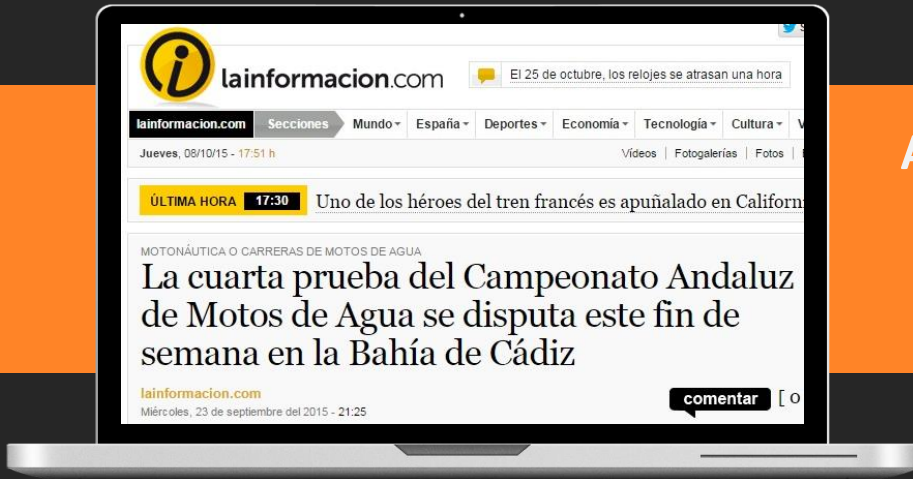 lainformacion.com
El 25 de octubre, los relojes se atrasan una hora
lainformacion.com Secciones Mundo España Deportes Economía Tecnología Cultura
Jueves, 08/10/15 - 17:51 h
Vídeos | Fotogalerías | Fotos |
ÚLTIMA HORA 17:30 Uno de los héroes del tren francés es apuñalado en Californ
MOTONÁUTICA O CARRERAS DE MOTOS DE AGUA
La cuarta prueba del Campeonato Andaluz
de Motos de Agua se disputa este fin de
semana en la Bahía de Cádiz
lainformacion.com
Miércoles, 23 de septiembre del 2015 - 21:25
comentar [ 0